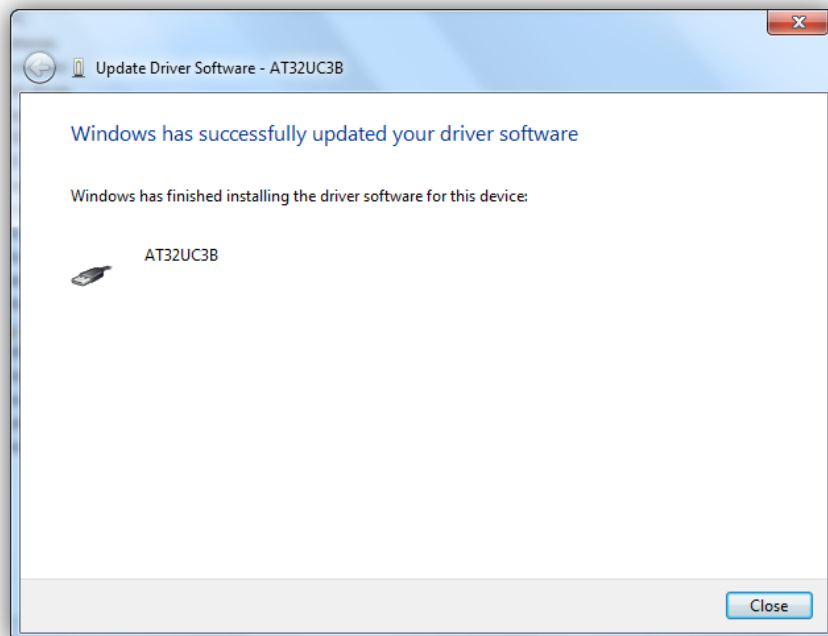 Update Driver Software - AT32UC3B
Windows has successfully updated your driver software
Windows has finished installing the driver software for this device:
AT32UC3B
Close